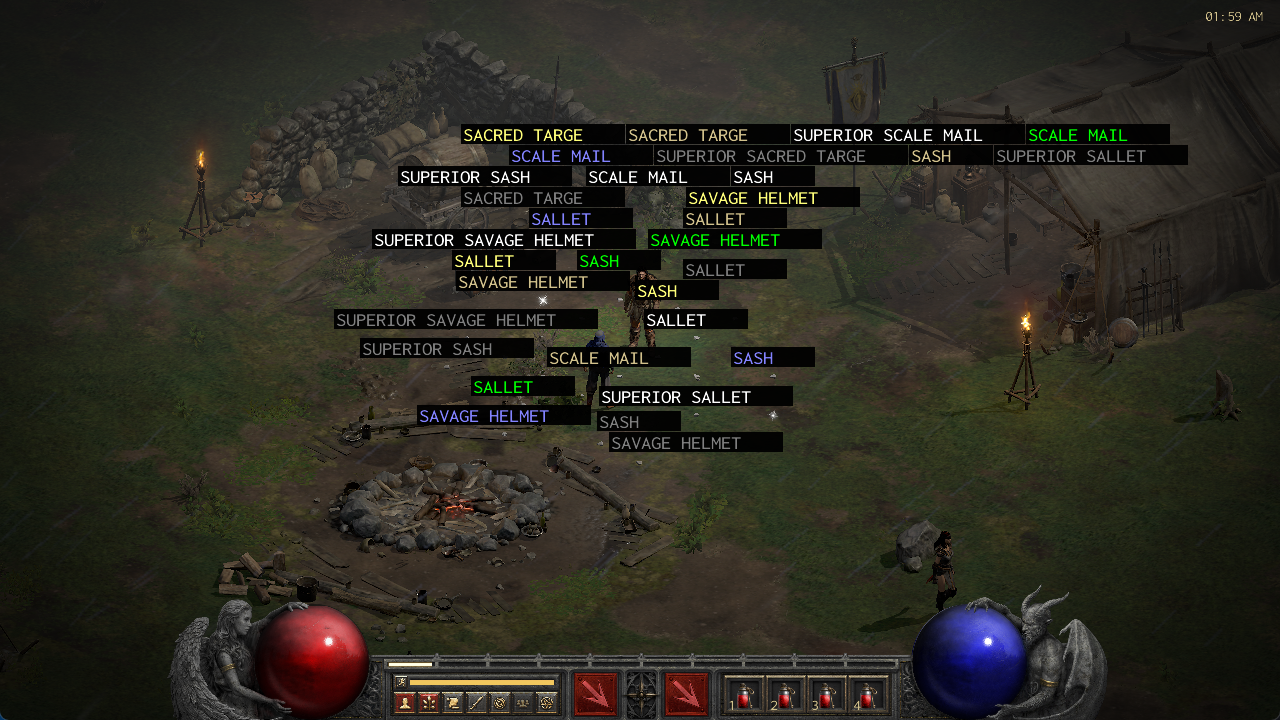 01:59 AM
SACRED TARGE SACRED TARGE SUPERIOR SCALE MAIL SCALE MAIL
SCALE MAIL SUPERIOR SACRED TARGE SASH SUPERIOR SALLET
SUPERIOR SASH SCALE MAIL SASH
SACRED TARGE SAVAGE HELMET
SALLET SALLET
SUPERIOR SAVAGE HELMET SAVAGE HELMET
SALLET SASH SALLET
SAVAGE HELMET SASH
SUPERIOR SAVAGE HELMET SALLET
SUPERIOR SASH SCALE MAIL SASH
SALLET SUPERIOR SALLET
SAVAGE HELMET SASH
SAVAGE HELMET
1 2 3 4